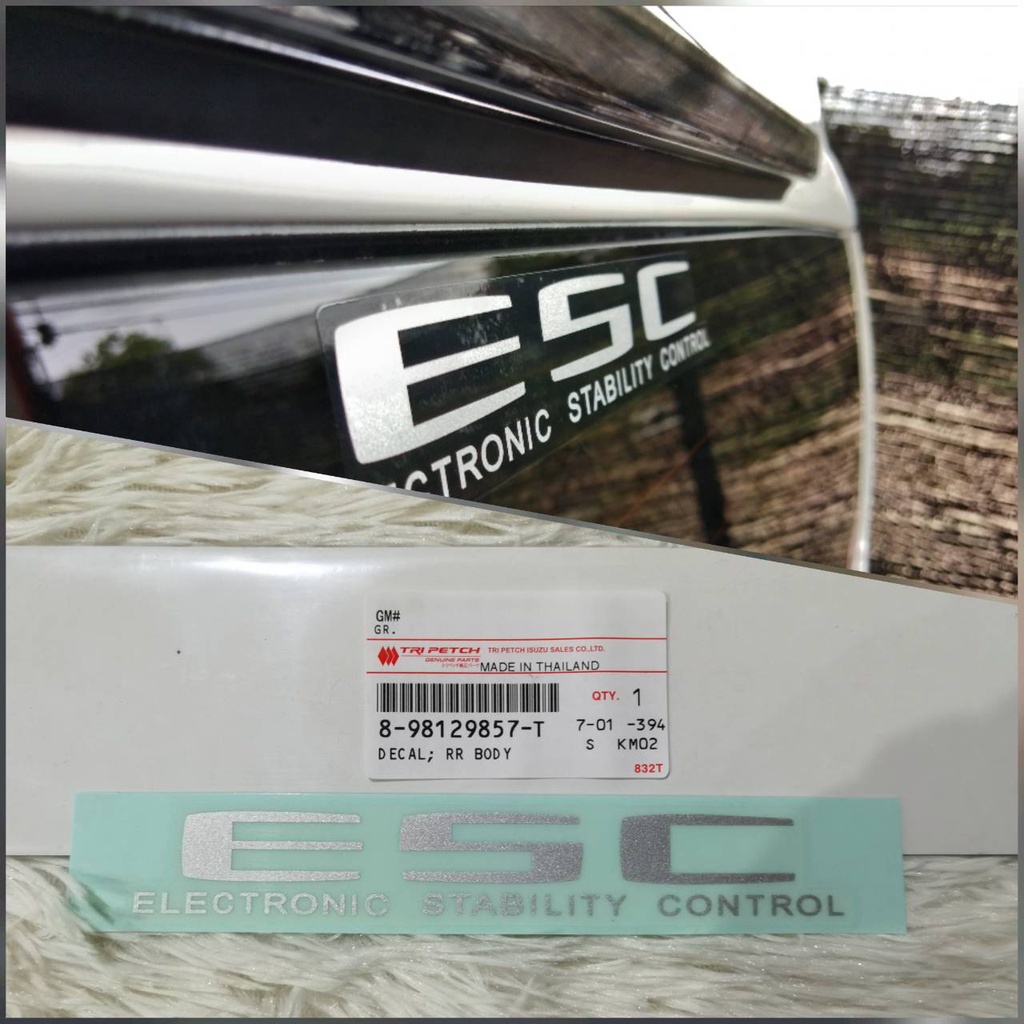 ESC
CTRONIC STABILITY CONTROL
GM#
GR.
TRI PETCH TRI PETCH ISUZU SALES CO.,LTD.
GENUINE PARTS
MADE IN THAILAND
QTY. 1
8-98129857-T 7-01 -394
DECAL; RR BODY S KM02
832T
ESC
ELECTRONIC STABILITY CONTROL